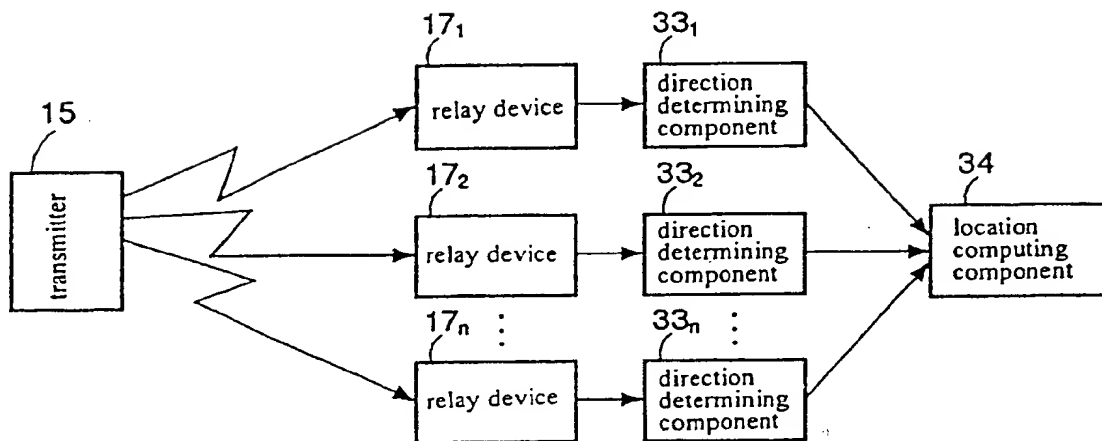 15
transmitter
17₁
relay device
33₁
direction
determining
component
17₂
relay device
33₂
direction
determining
component
17ₙ
relay device
33ₙ
direction
determining
component
34
location
computing
component